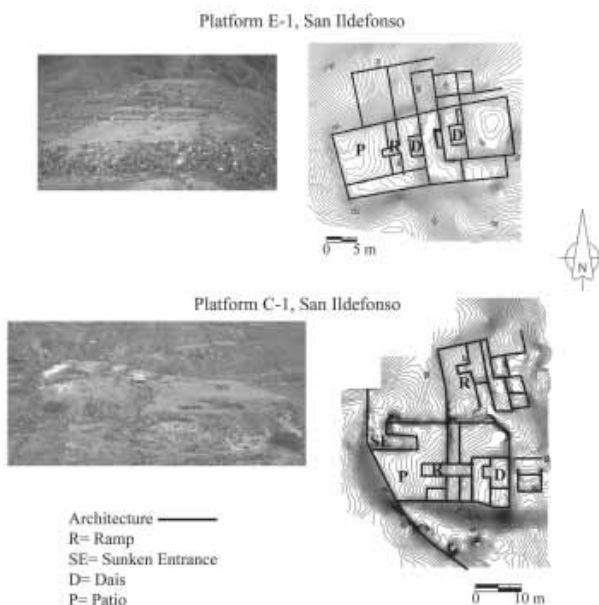 Platform E-1, San Ildefonso
P R D D
0 5 m
N
Platform C-1, San Ildefonso
R
P R D
0 10 m
Architecture
R= Ramp
SE= Sunken Entrance
D= Dais
P= Patio